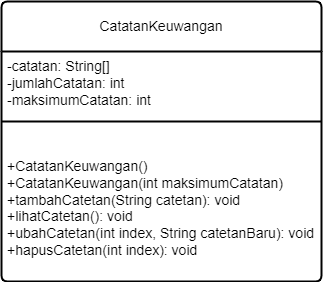 CatatanKeuwangan
-catatan: String[]
-jumlahCatatan: int
-maksimumCatatan: int
+CatatanKeuwangan()
+CatatanKeuwangan(int maksimumCatatan)
+tambahCatetan(String catetan): void
+lihatCatetan(): void
+ubahCatetan(int index, String catetanBaru): void
+hapusCatetan(int index): void